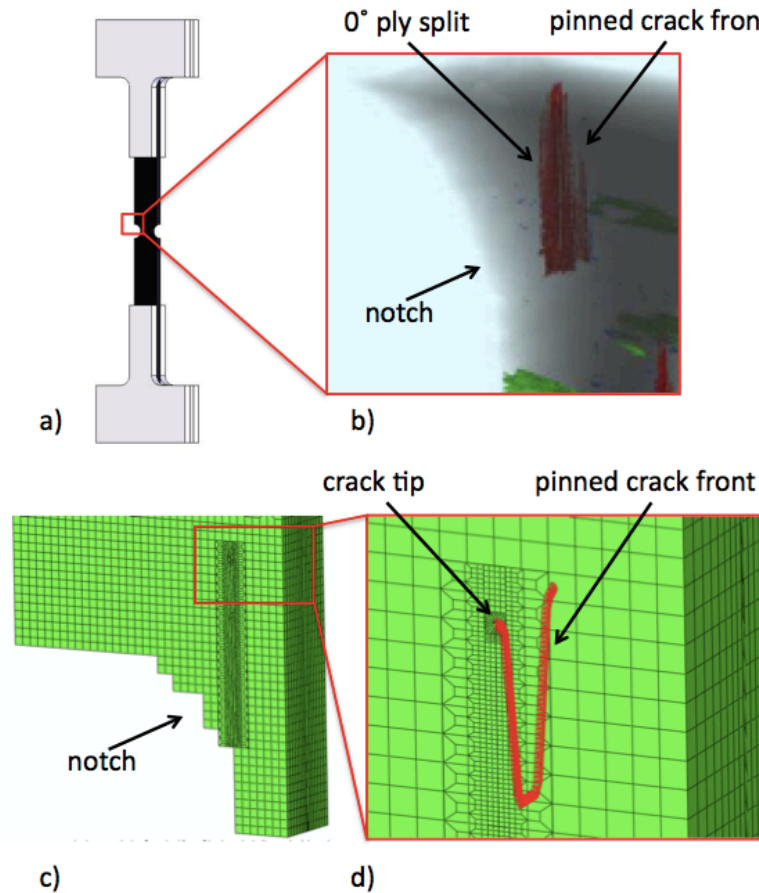 0° ply split
pinned crack fron
notch
a)
b)
crack tip
pinned crack front
notch
c)
d)